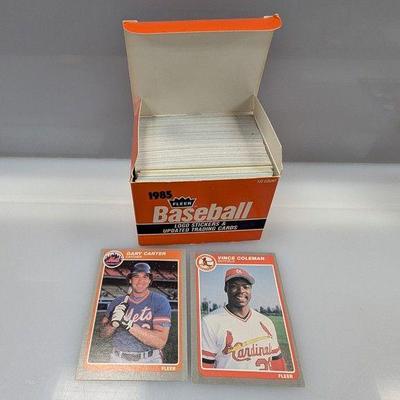 1985
FLEER
Baseball
LOGO STICKERS &
UPDATED TRADING CARDS
GARY CARTER
Mets
FLEER
VINCE COLEMAN
Cardinals
FLEER